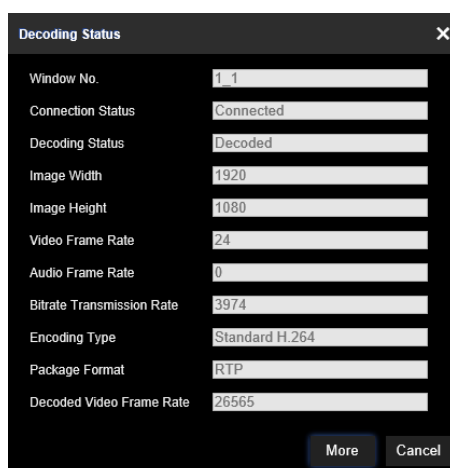 Decoding Status
Window No. 1_1
Connection Status Connected
Decoding Status Decoded
Image Width 1920
Image Height 1080
Video Frame Rate 24
Audio Frame Rate 0
Bitrate Transmission Rate 3974
Encoding Type Standard H.264
Package Format RTP
Decoded Video Frame Rate 26565
More Cancel